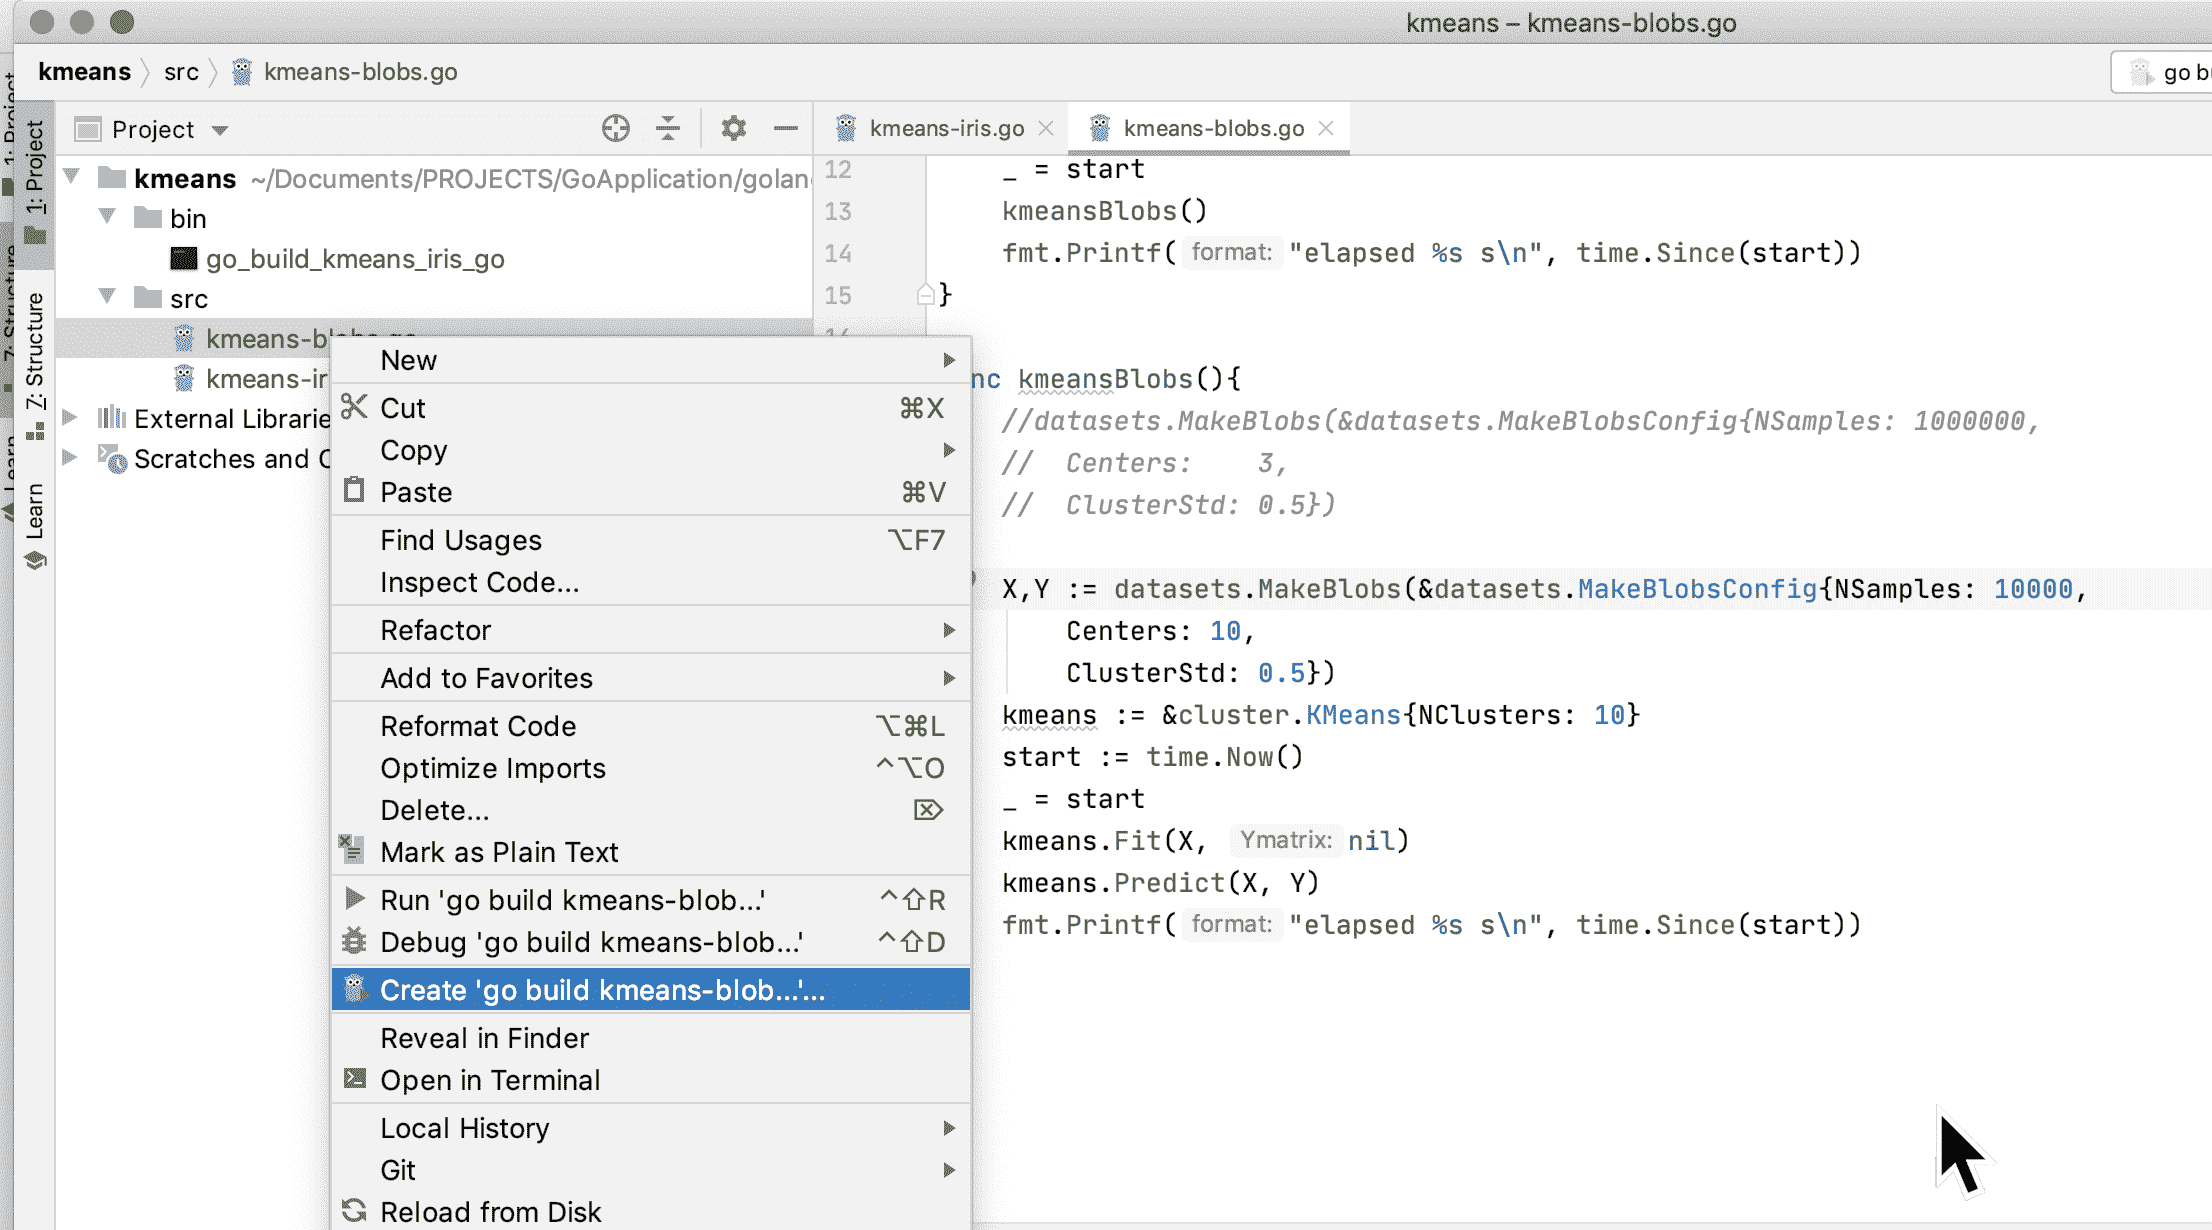 kmeans – kmeans-blobs.go
kmeans src kmeans-blobs.go
go bu
1: Project
7: Structure
Learn
Project
kmeans ~/Documents/PROJECTS/GoApplication/golan
bin
go_build_kmeans_iris_go
src
kmeans-blobs.go
kmeans-ir
External Librarie
Scratches and C
New
Cut ⌘X
Copy
Paste ⌘V
Find Usages ⌥F7
Inspect Code...
Refactor
Add to Favorites
Reformat Code ⌥⌘L
Optimize Imports ^⌥O
Delete... ⌦
Mark as Plain Text
Run 'go build kmeans-blob...' ^⇧R
Debug 'go build kmeans-blob...' ^⇧D
Create 'go build kmeans-blob...'...
Reveal in Finder
Open in Terminal
Local History
Git
Reload from Disk
kmeans-iris.go kmeans-blobs.go
12 _ = start
13 kmeansBlobs()
14 fmt.Printf( format: "elapsed %s s\n", time.Since(start))
15 }
16
nc kmeansBlobs(){
//datasets.MakeBlobs(&datasets.MakeBlobsConfig{NSamples: 1000000,
// Centers: 3,
// ClusterStd: 0.5})
X,Y := datasets.MakeBlobs(&datasets.MakeBlobsConfig{NSamples: 10000,
Centers: 10,
ClusterStd: 0.5})
kmeans := &cluster.KMeans{NClusters: 10}
start := time.Now()
_ = start
kmeans.Fit(X, Ymatrix: nil)
kmeans.Predict(X, Y)
fmt.Printf( format: "elapsed %s s\n", time.Since(start))